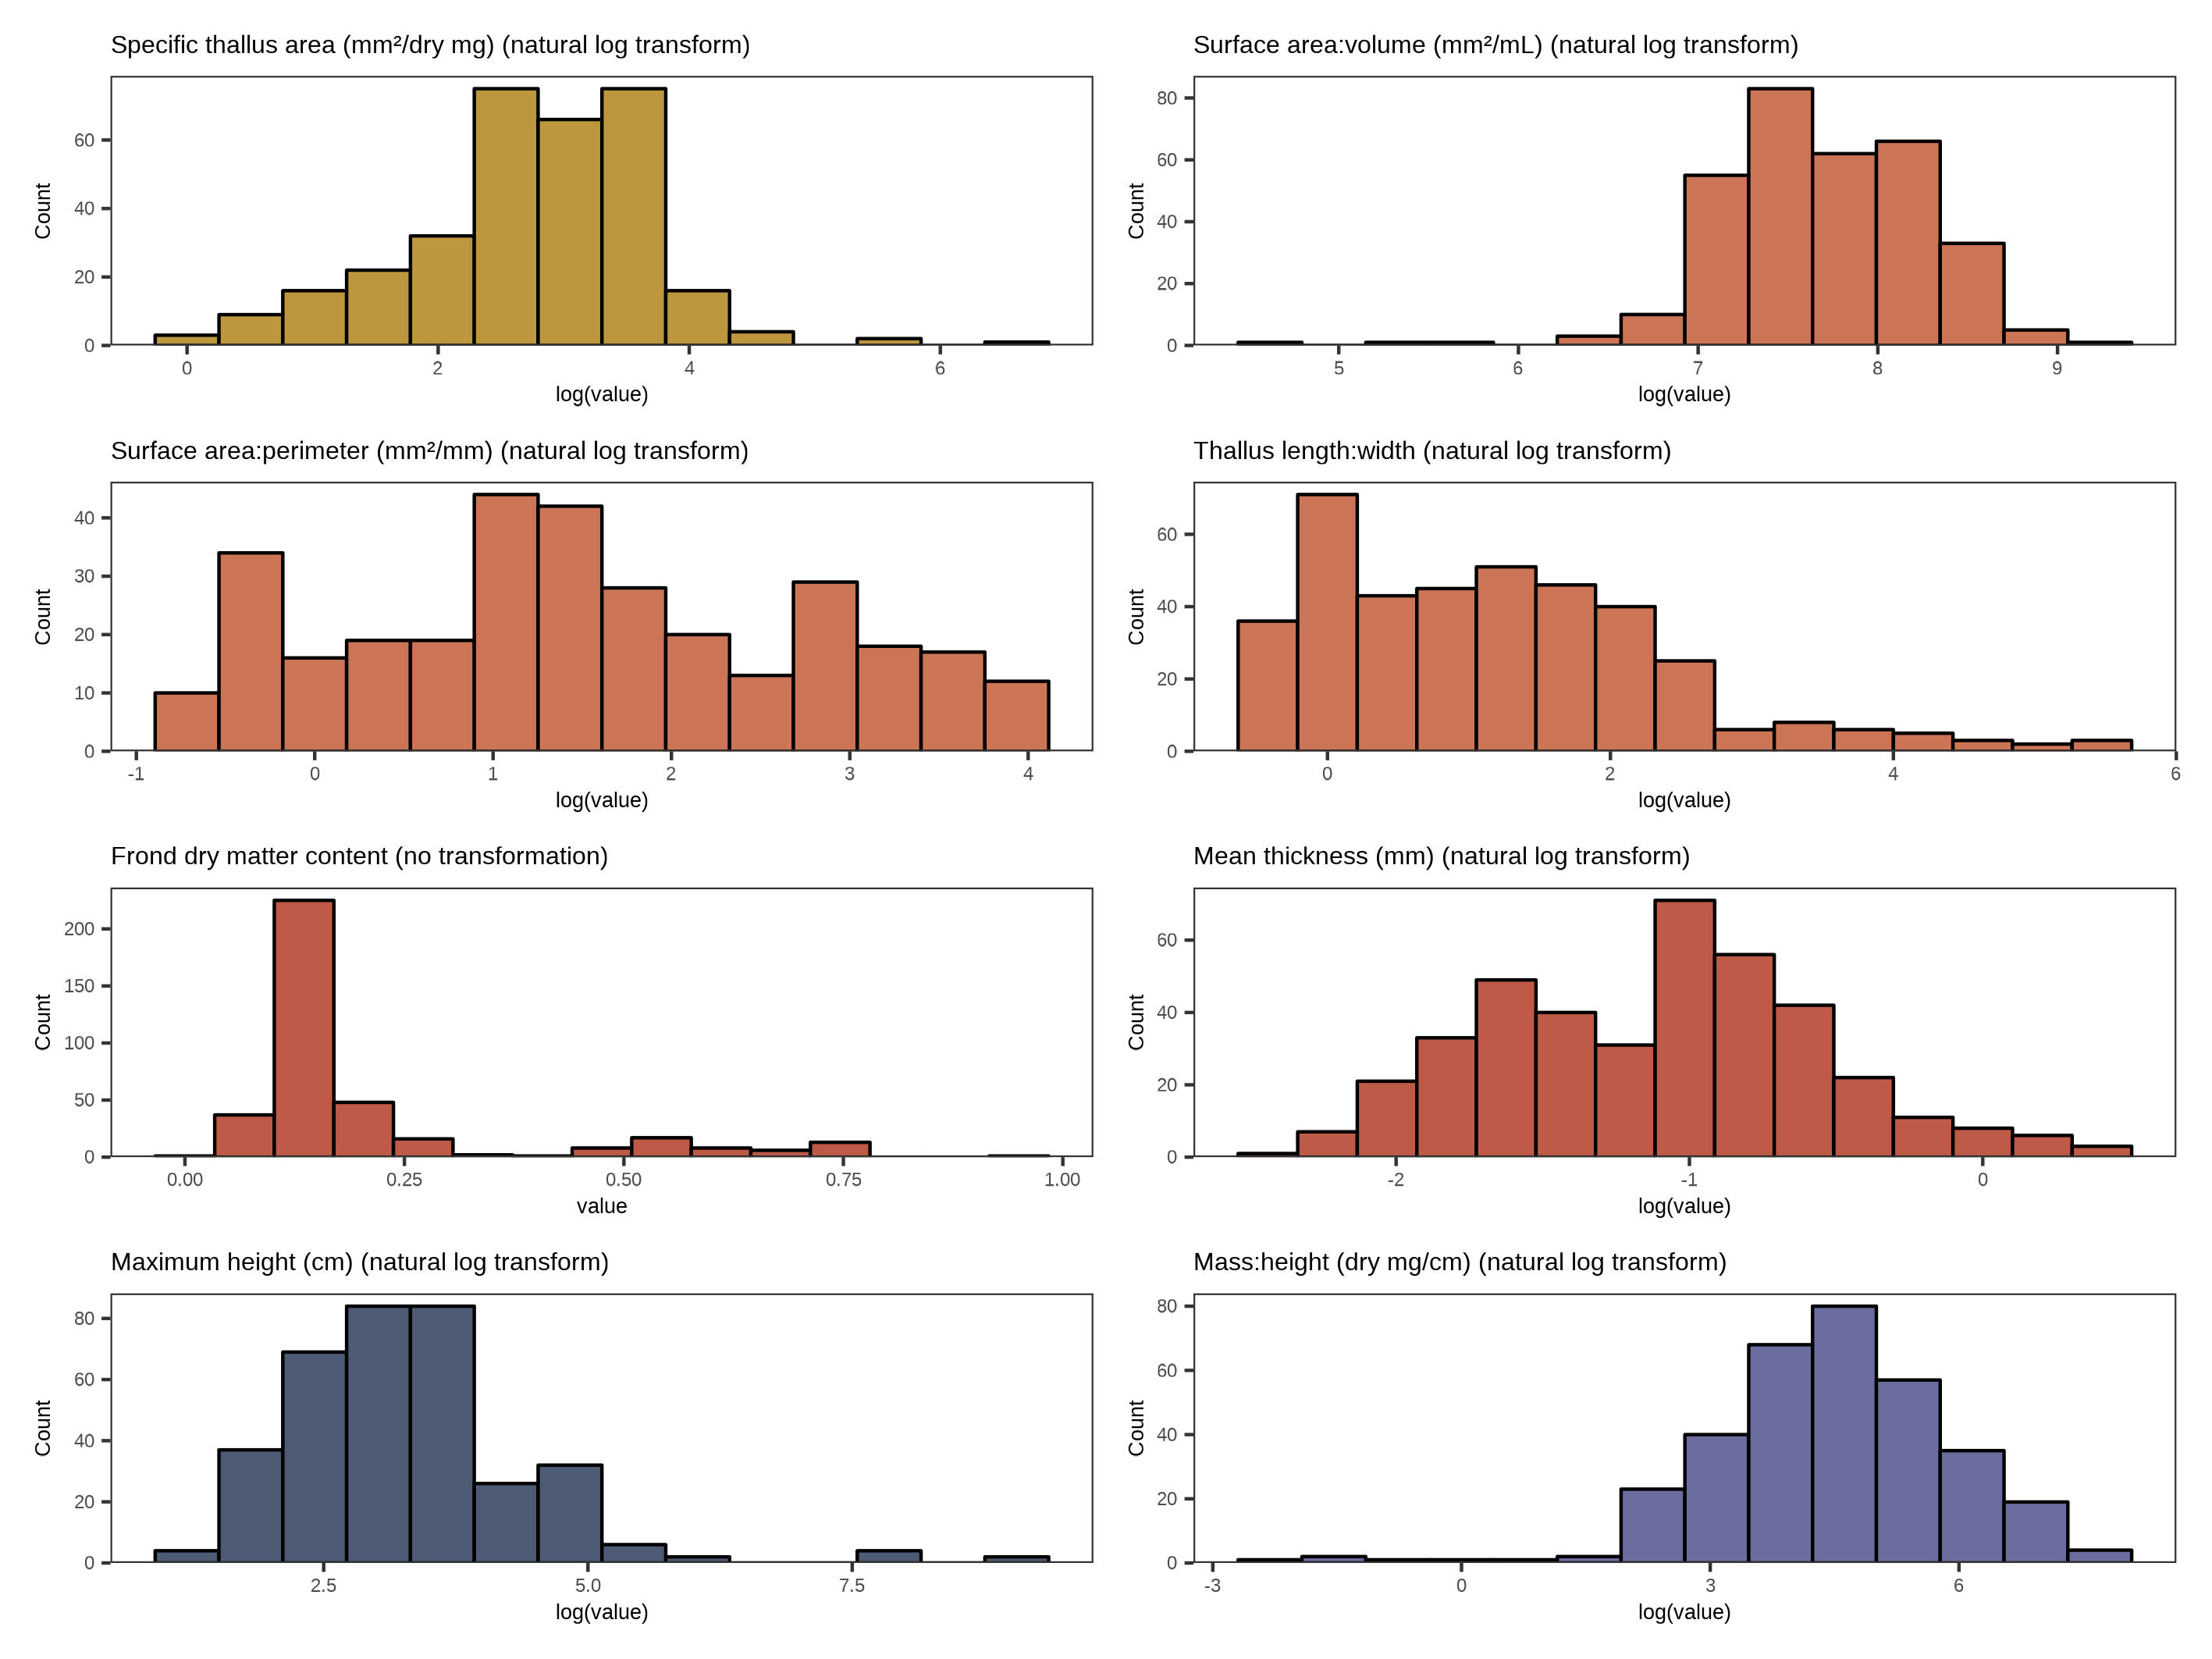 Specific thallus area (mm²/dry mg) (natural log transform)
Count
60
40
20
0
0 2 4 6
log(value)
Surface area:volume (mm²/mL) (natural log transform)
Count
80
60
40
20
0
5 6 7 8 9
log(value)
Surface area:perimeter (mm²/mm) (natural log transform)
Count
40
30
20
10
0
-1 0 1 2 3 4
log(value)
Thallus length:width (natural log transform)
Count
60
40
20
0
0 2 4 6
log(value)
Frond dry matter content (no transformation)
Count
200
150
100
50
0
0.00 0.25 0.50 0.75 1.00
value
Mean thickness (mm) (natural log transform)
Count
60
40
20
0
-2 -1 0
log(value)
Maximum height (cm) (natural log transform)
Count
80
60
40
20
0
2.5 5.0 7.5
log(value)
Mass:height (dry mg/cm) (natural log transform)
Count
80
60
40
20
0
-3 0 3 6
log(value)